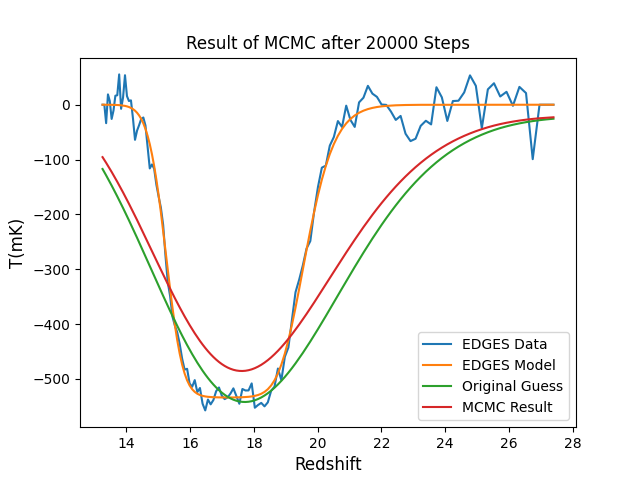 Result of MCMC after 20000 Steps
T(mK)
0
−100
−200
−300
−400
−500
EDGES Data
EDGES Model
Original Guess
MCMC Result
14 16 18 20 22 24 26 28
Redshift